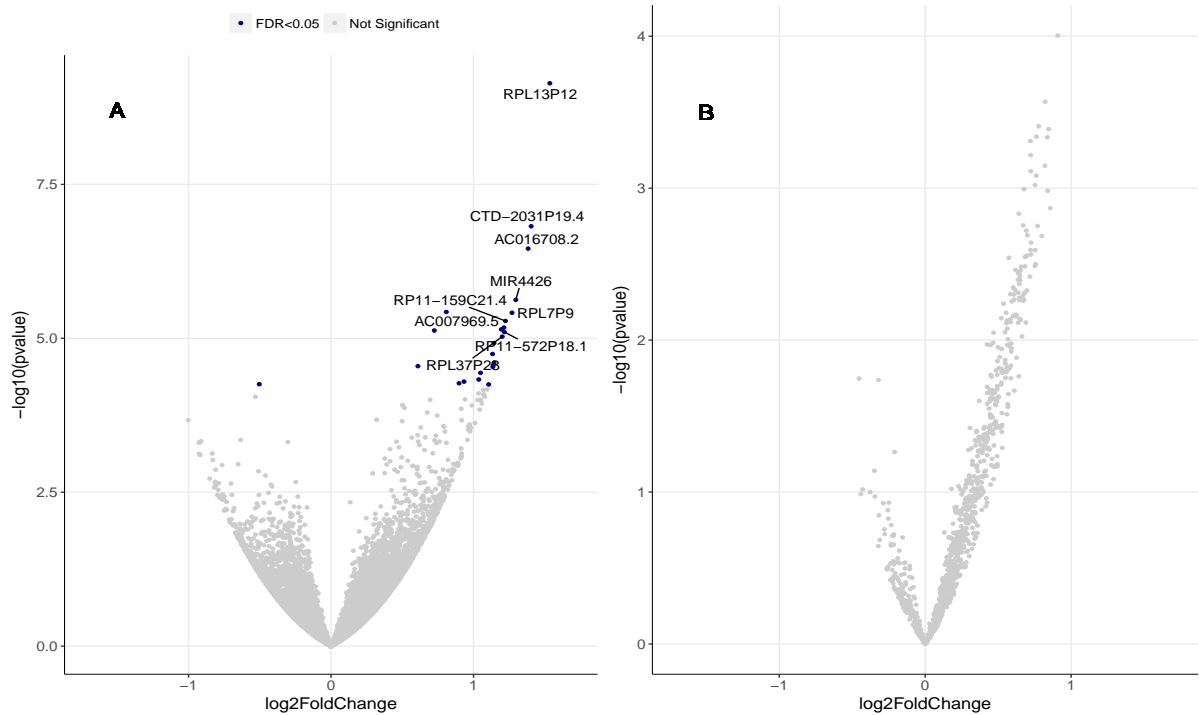 FDR<0.05 Not Significant
A
RPL13P12
7.5
CTD−2031P19.4
AC016708.2
MIR4426
RP11−159C21.4
RPL7P9
AC007969.5
5.0
RP11−572P18.1
RPL37P23
2.5
0.0
−log10(pvalue)
−1 0 1
log2FoldChange
B
4
3
2
1
0
−log10(pvalue)
−1 0 1
log2FoldChange